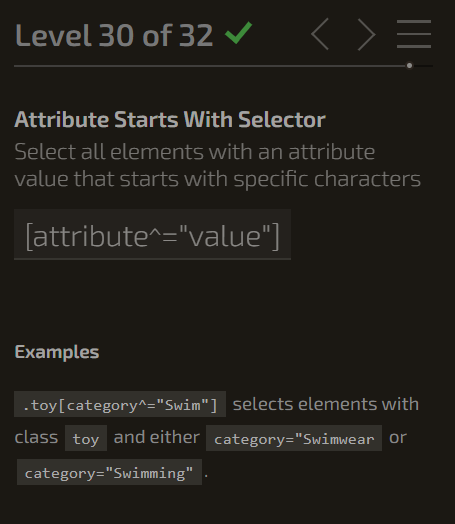 Level 30 of 32
Attribute Starts With Selector
Select all elements with an attribute
value that starts with specific characters
[attribute^="value"]
Examples
.toy[category^="Swim"] selects elements with
class toy and either category="Swimwear or
category="Swimming" .